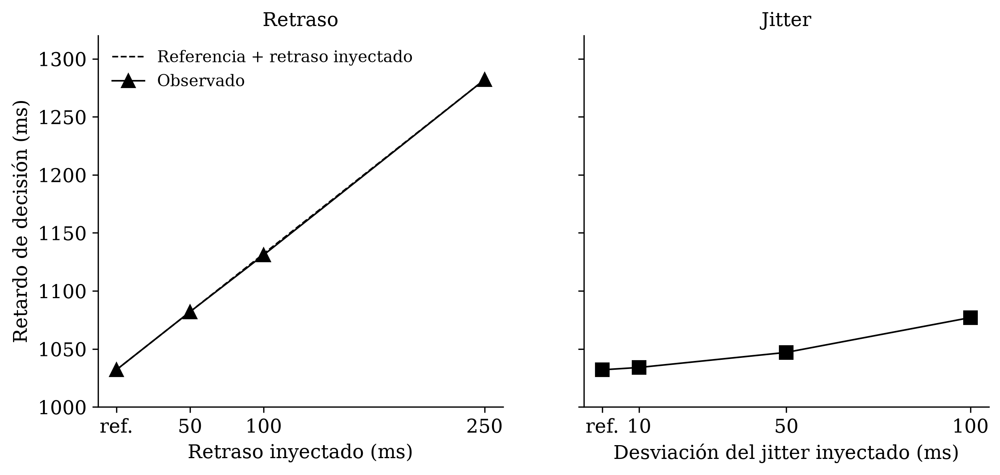 Retraso
Referencia + retraso inyectado
Observado
Retardo de decisión (ms)
1300
1250
1200
1150
1100
1050
1000
ref. 50 100 250
Retraso inyectado (ms)
Jitter
ref. 10 50 100
Desviación del jitter inyectado (ms)